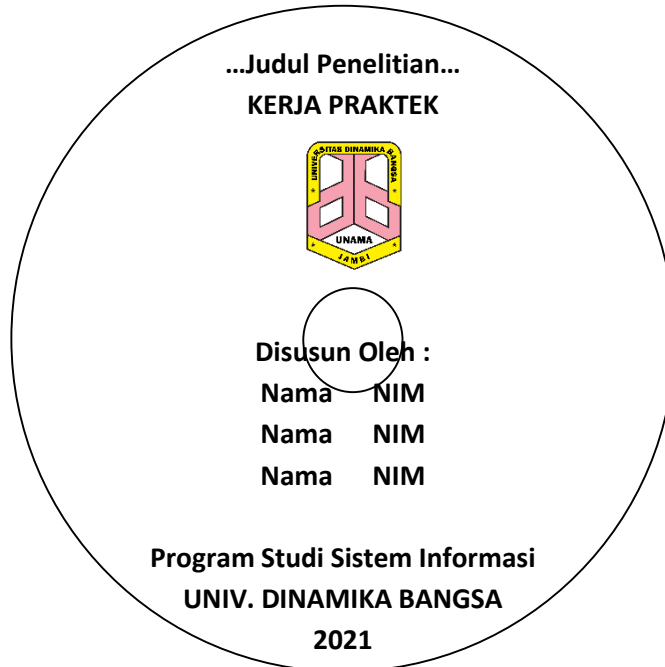 ...Judul Penelitian...
KERJA PRAKTEK
UNIVERSITAS DINAMIKA BANGSA
UNAMA
JAMBI
Disusun Oleh :
Nama NIM
Nama NIM
Nama NIM
Program Studi Sistem Informasi
UNIV. DINAMIKA BANGSA
2021